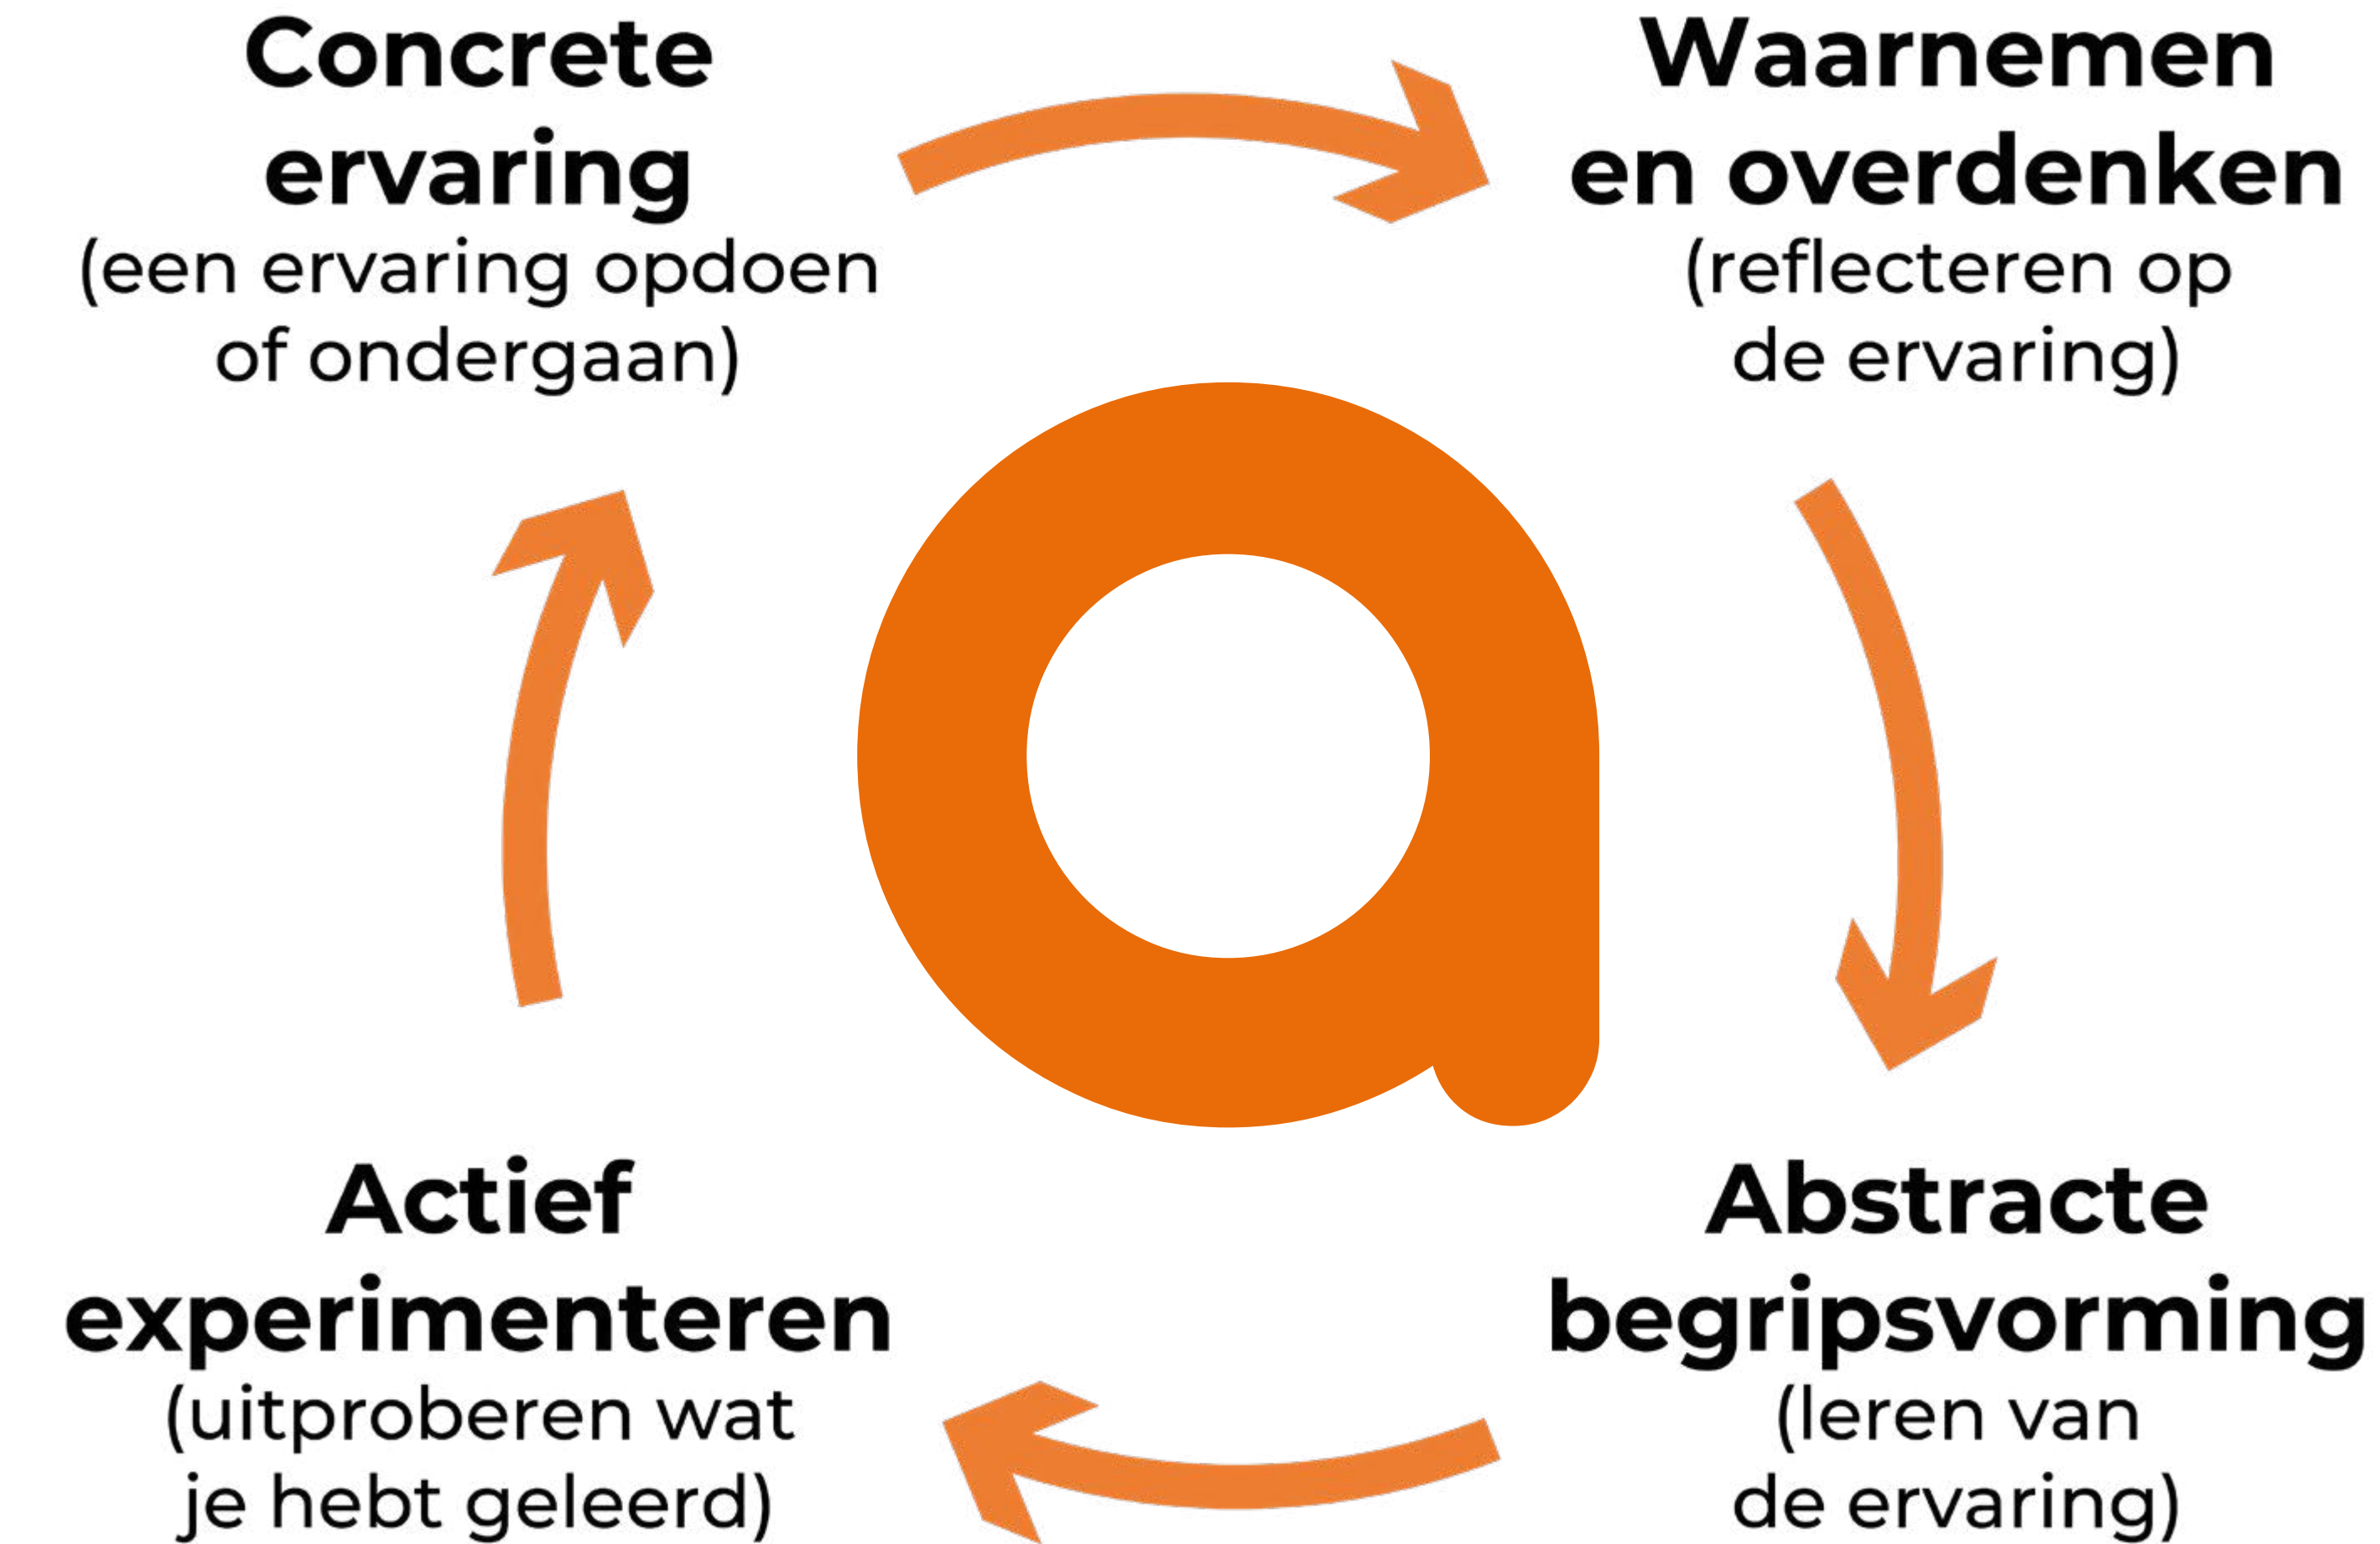 Concrete
ervaring
(een ervaring opdoen
of ondergaan)
Waarnemen
en overdenken
(reflecteren op
de ervaring)
Abstracte
begripsvorming
(leren van
de ervaring)
Actief
experimenteren
(uitproberen wat
je hebt geleerd)
a